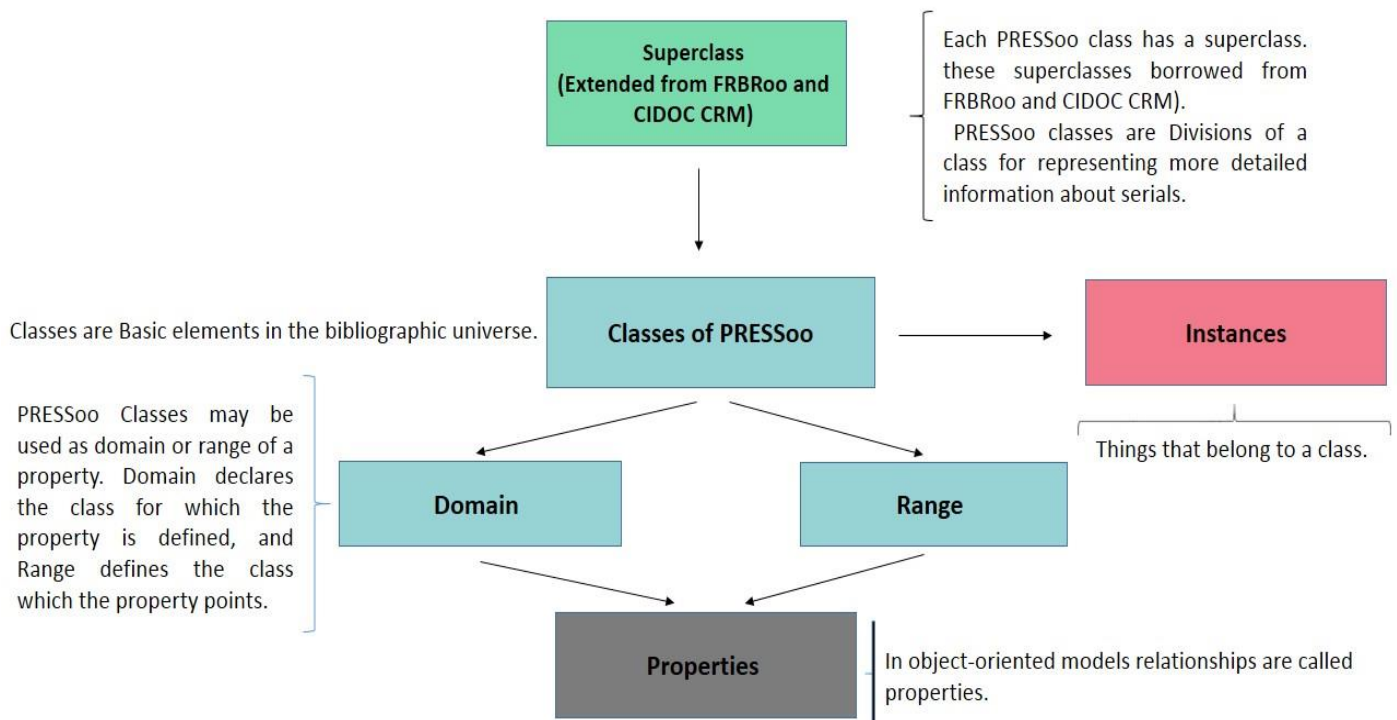 Superclass
(Extended from FRBRoo and
CIDOC CRM)
Each PRESSoo class has a superclass.
these superclasses borrowed from
FRBRoo and CIDOC CRM).
PRESSoo classes are Divisions of a
class for representing more detailed
information about serials.
Classes are Basic elements in the bibliographic universe.
Classes of PRESSoo
Instances
Things that belong to a class.
PRESSoo Classes may be
used as domain or range of a
property. Domain declares
the class for which the
property is defined, and
Range defines the class
which the property points.
Domain
Range
Properties
In object-oriented models relationships are called
properties.